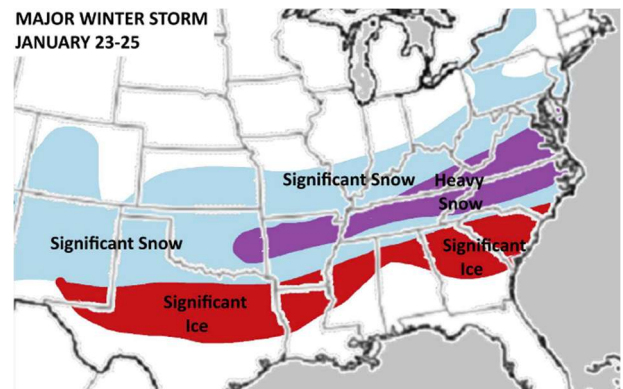 MAJOR WINTER STORM
JANUARY 23-25
Significant Snow
Heavy
Snow
Significant Snow
Significant
Ice
Significant
Ice